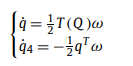 q̇ = ½T(Q)ω
q̇₄ = −½qᵀω